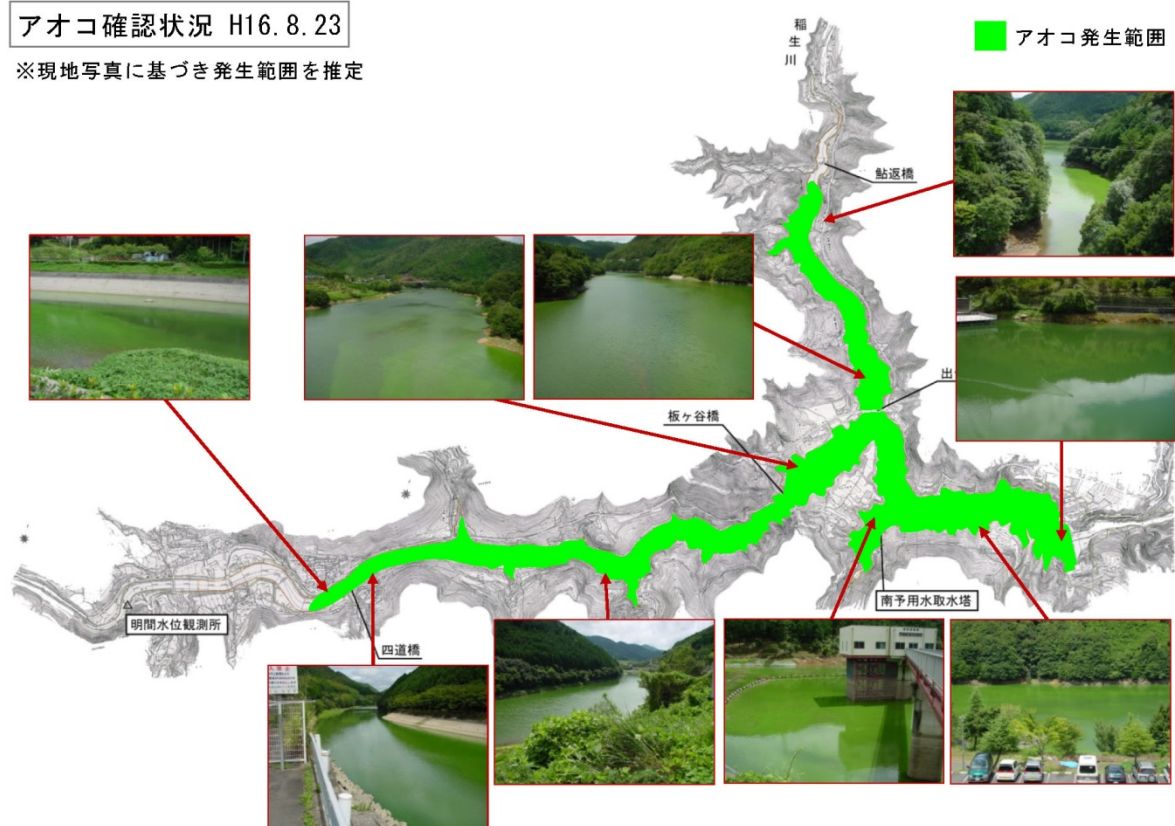 アオコ確認状況 H16.8.23
※現地写真に基づき発生範囲を推定
アオコ発生範囲
稲生川
鮎返橋
出
板ヶ谷橋
南予用水取水塔
明間水位観測所
四道橋